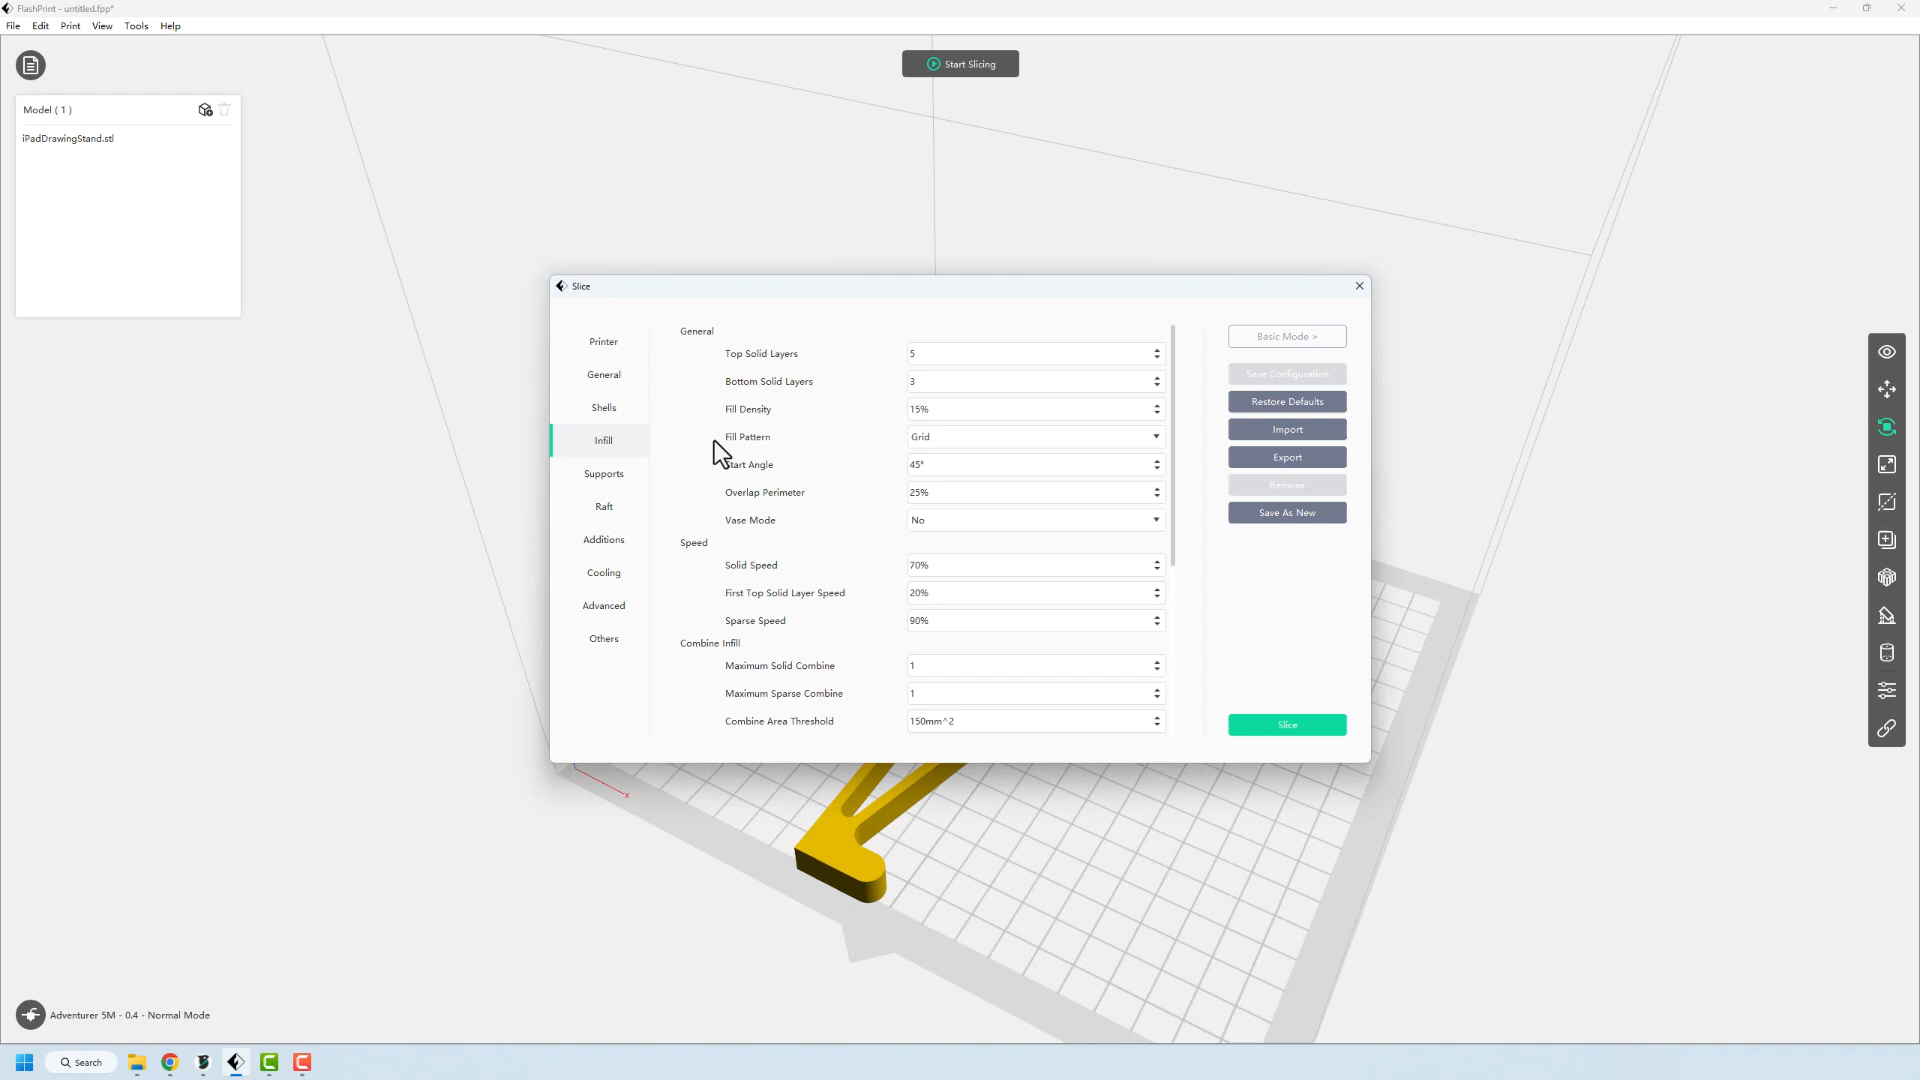 FlashPrint - untitled.fpp*
File Edit Print View Tools Help
Start Slicing
Model ( 1 )
iPadDrawingStand.stl
Slice
Printer
General
Shells
Infill
Supports
Raft
Additions
Cooling
Advanced
Others
General
Top Solid Layers 5
Bottom Solid Layers 3
Fill Density 15%
Fill Pattern Grid
tart Angle 45°
Overlap Perimeter 25%
Vase Mode No
Speed
Solid Speed 70%
First Top Solid Layer Speed 20%
Sparse Speed 90%
Combine Infill
Maximum Solid Combine 1
Maximum Sparse Combine 1
Combine Area Threshold 150mm^2
Basic Mode >
Save Configuration
Restore Defaults
Import
Export
Remove
Save As New
Slice
x
Adventurer 5M - 0.4 - Normal Mode
Search